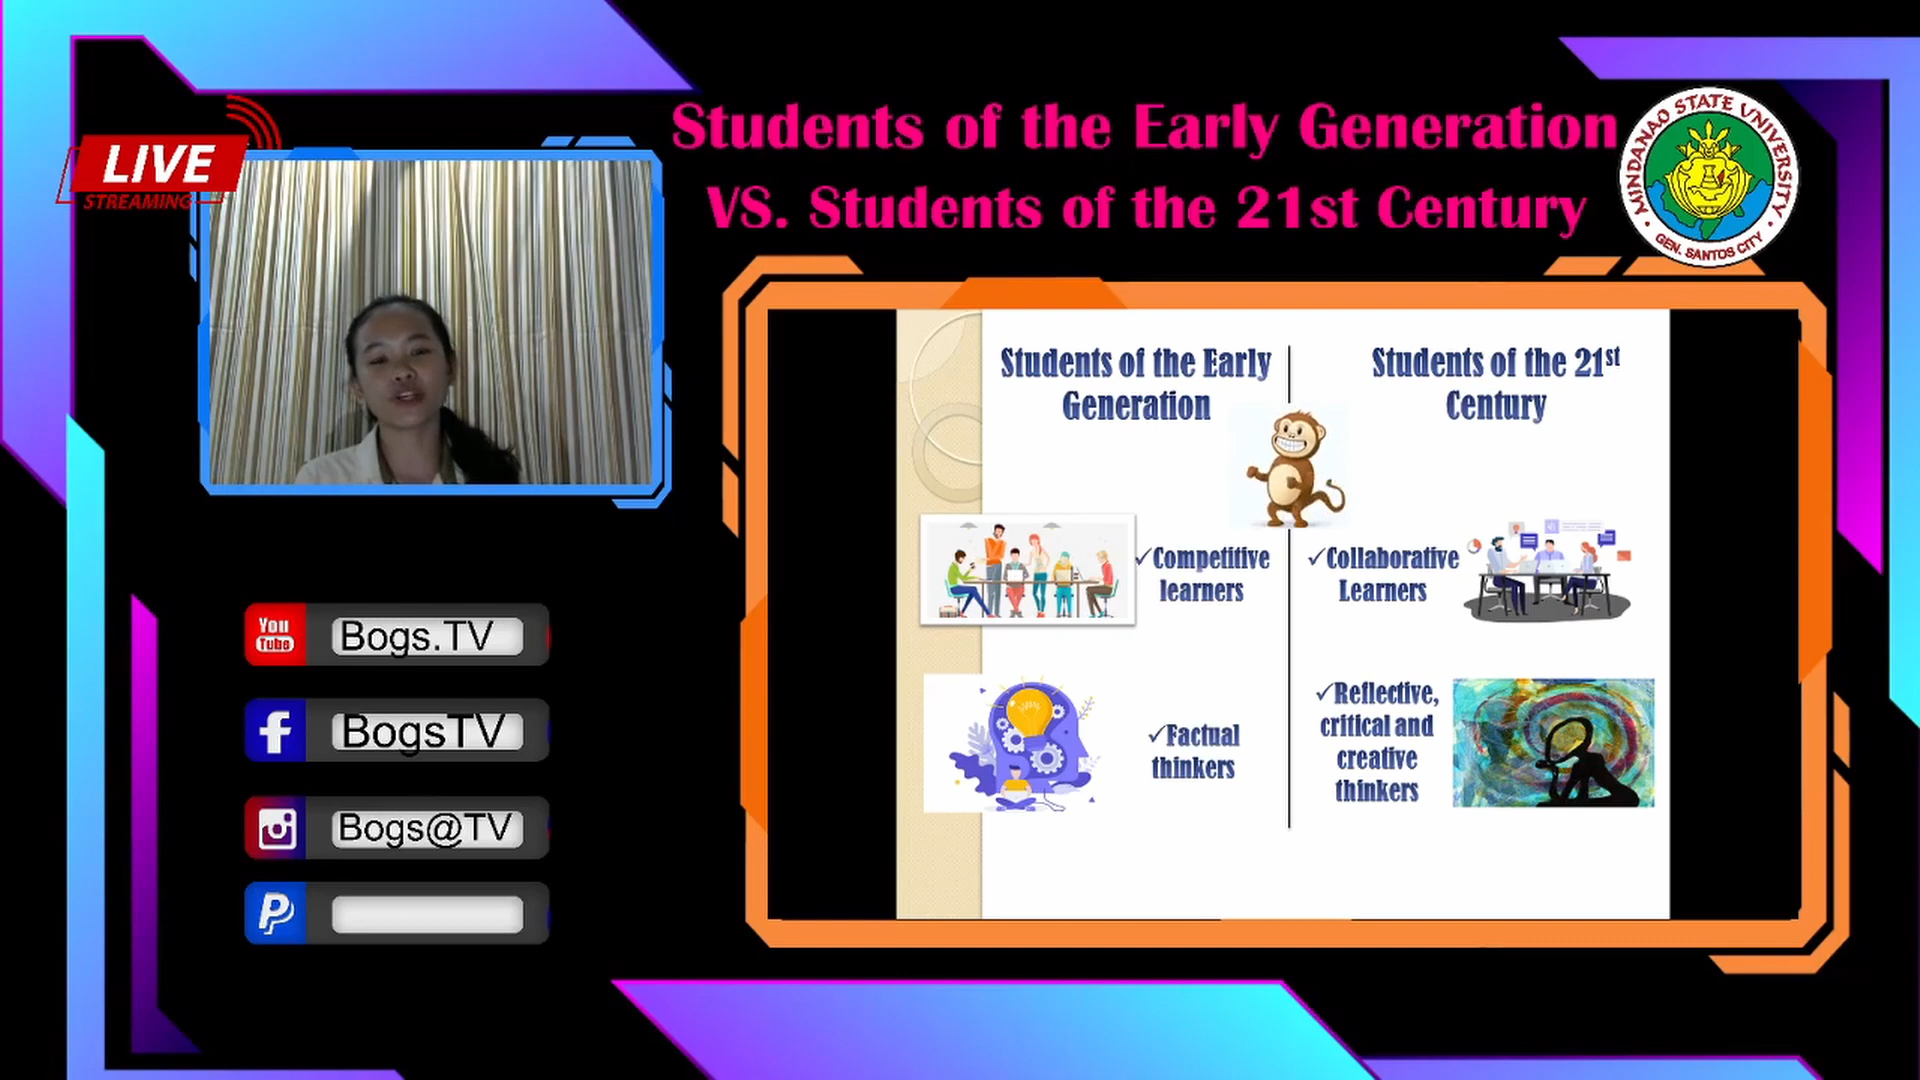 Students of the Early Generation
VS. Students of the 21st Century
MINDANAO STATE UNIVERSITY
GEN. SANTOS CITY
LIVE
STREAMING
Students of the Early
Generation
Students of the 21st
Century
✓Competitive
learners
✓Collaborative
Learners
✓Factual
thinkers
✓Reflective,
critical and
creative
thinkers
You
Tube
Bogs.TV
BogsTV
Bogs@TV